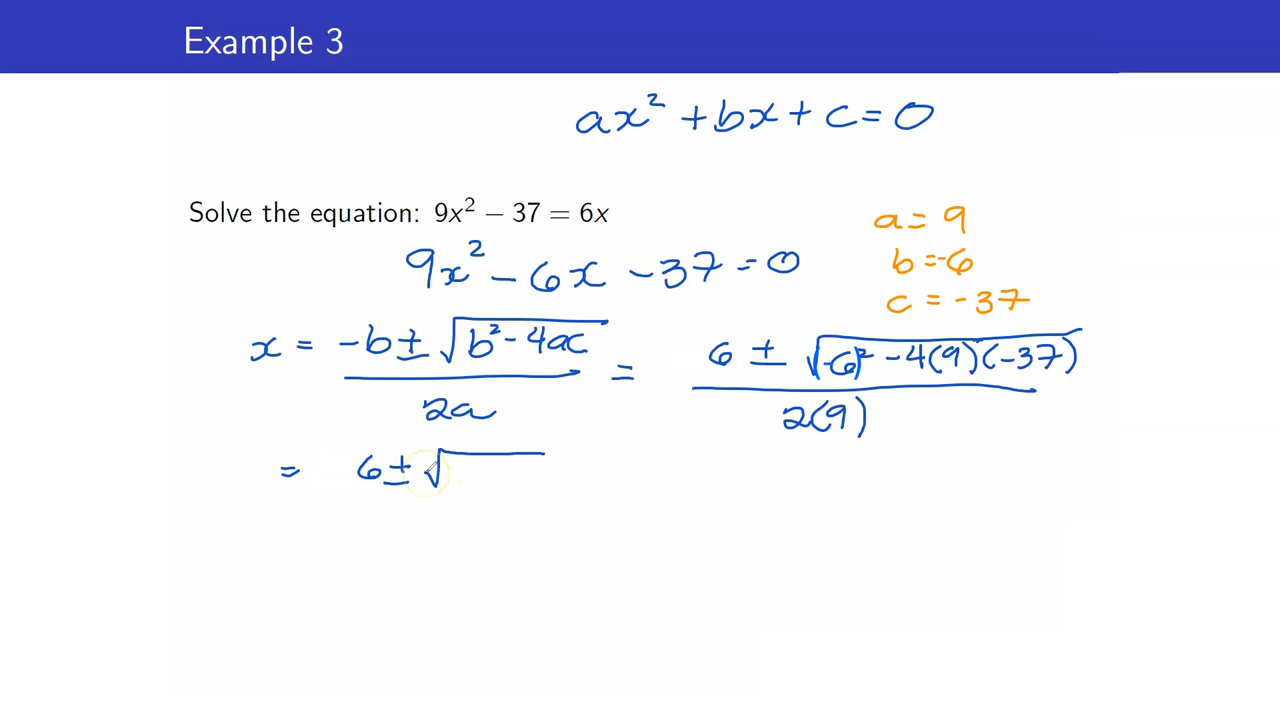 Example 3
ax² + bx + c = 0
Solve the equation: 9x² − 37 = 6x
a = 9
b = -6
c = -37
9x² - 6x - 37 = 0
x = (-b ± √(b² - 4ac)) / 2a = (6 ± √((-6)² - 4(9)(-37))) / 2(9)
= 6 ± √